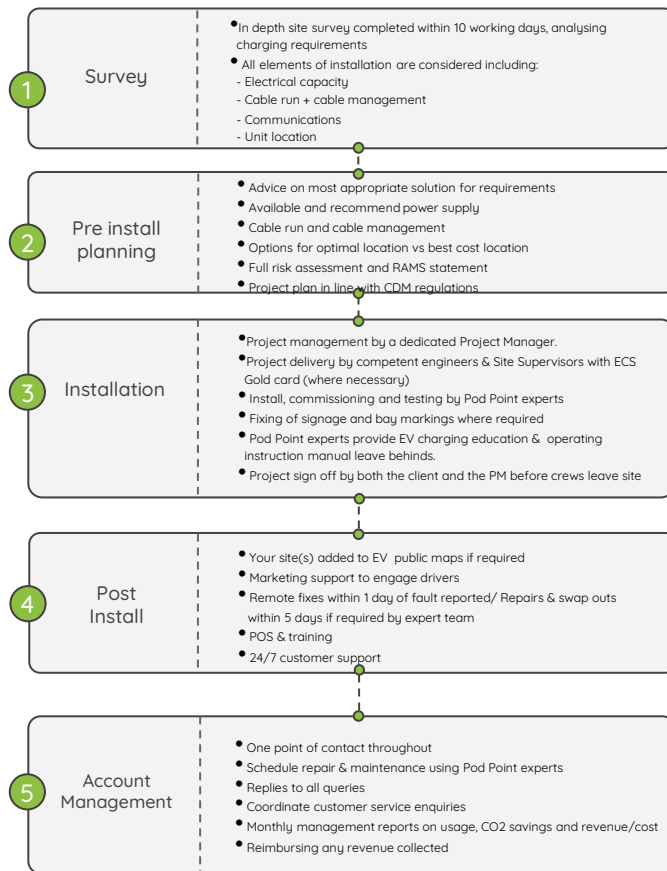 1
Survey
•In depth site survey completed within 10 working days, analysing
charging requirements
• All elements of installation are considered including:
- Electrical capacity
- Cable run + cable management
- Communications
- Unit location
2
Pre install
planning
• Advice on most appropriate solution for requirements
• Available and recommend power supply
• Cable run and cable management
• Options for optimal location vs best cost location
• Full risk assessment and RAMS statement
• Project plan in line with CDM regulations
3
Installation
•Project management by a dedicated Project Manager.
•Project delivery by competent engineers & Site Supervisors with ECS
Gold card (where necessary)
• Install, commissioning and testing by Pod Point experts
• Fixing of signage and bay markings where required
• Pod Point experts provide EV charging education & operating
instruction manual leave behinds.
• Project sign off by both the client and the PM before crews leave site
4
Post
Install
• Your site(s) added to EV public maps if required
• Marketing support to engage drivers
• Remote fixes within 1 day of fault reported/ Repairs & swap outs
within 5 days if required by expert team
• POS & training
• 24/7 customer support
5
Account
Management
• One point of contact throughout
• Schedule repair & maintenance using Pod Point experts
• Replies to all queries
• Coordinate customer service enquiries
• Monthly management reports on usage, CO2 savings and revenue/cost
• Reimbursing any revenue collected